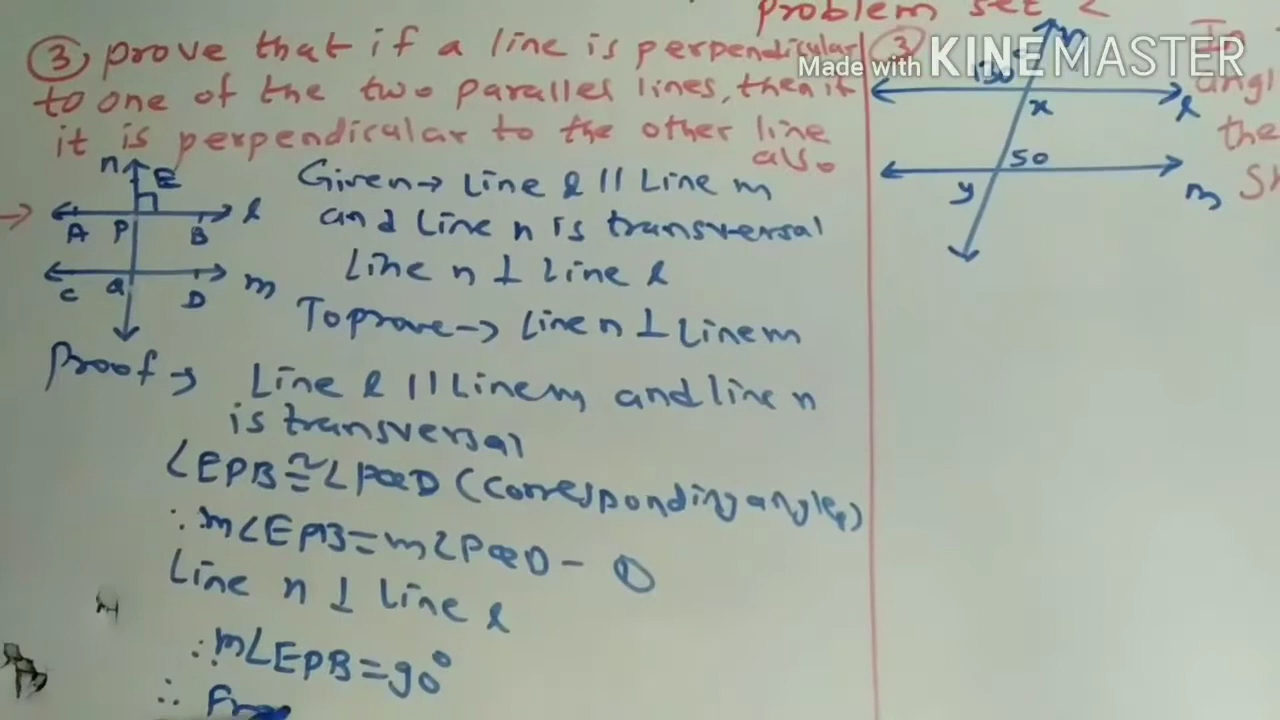 Problem set 2
③ prove that if a line is perpendicular
to one of the two parallel lines, then it
it is perpendicular to the other line
also
n E
l
A P B
m
C Q D
Given→ Line l || Line m
and Line n is transversal
Line n ⊥ Line l
To prove → Line n ⊥ Line m
Proof → Line l || Line m and line n
is transversal
∠EPB ≅ ∠PQD (corresponding angles)
∴ m∠EPB = m∠PQD - ①
Line n ⊥ Line l
∴ m∠EPB = 90°
∴ From
③
Made with KINEMASTER
n
130
x
l
50
y
m
angl
the